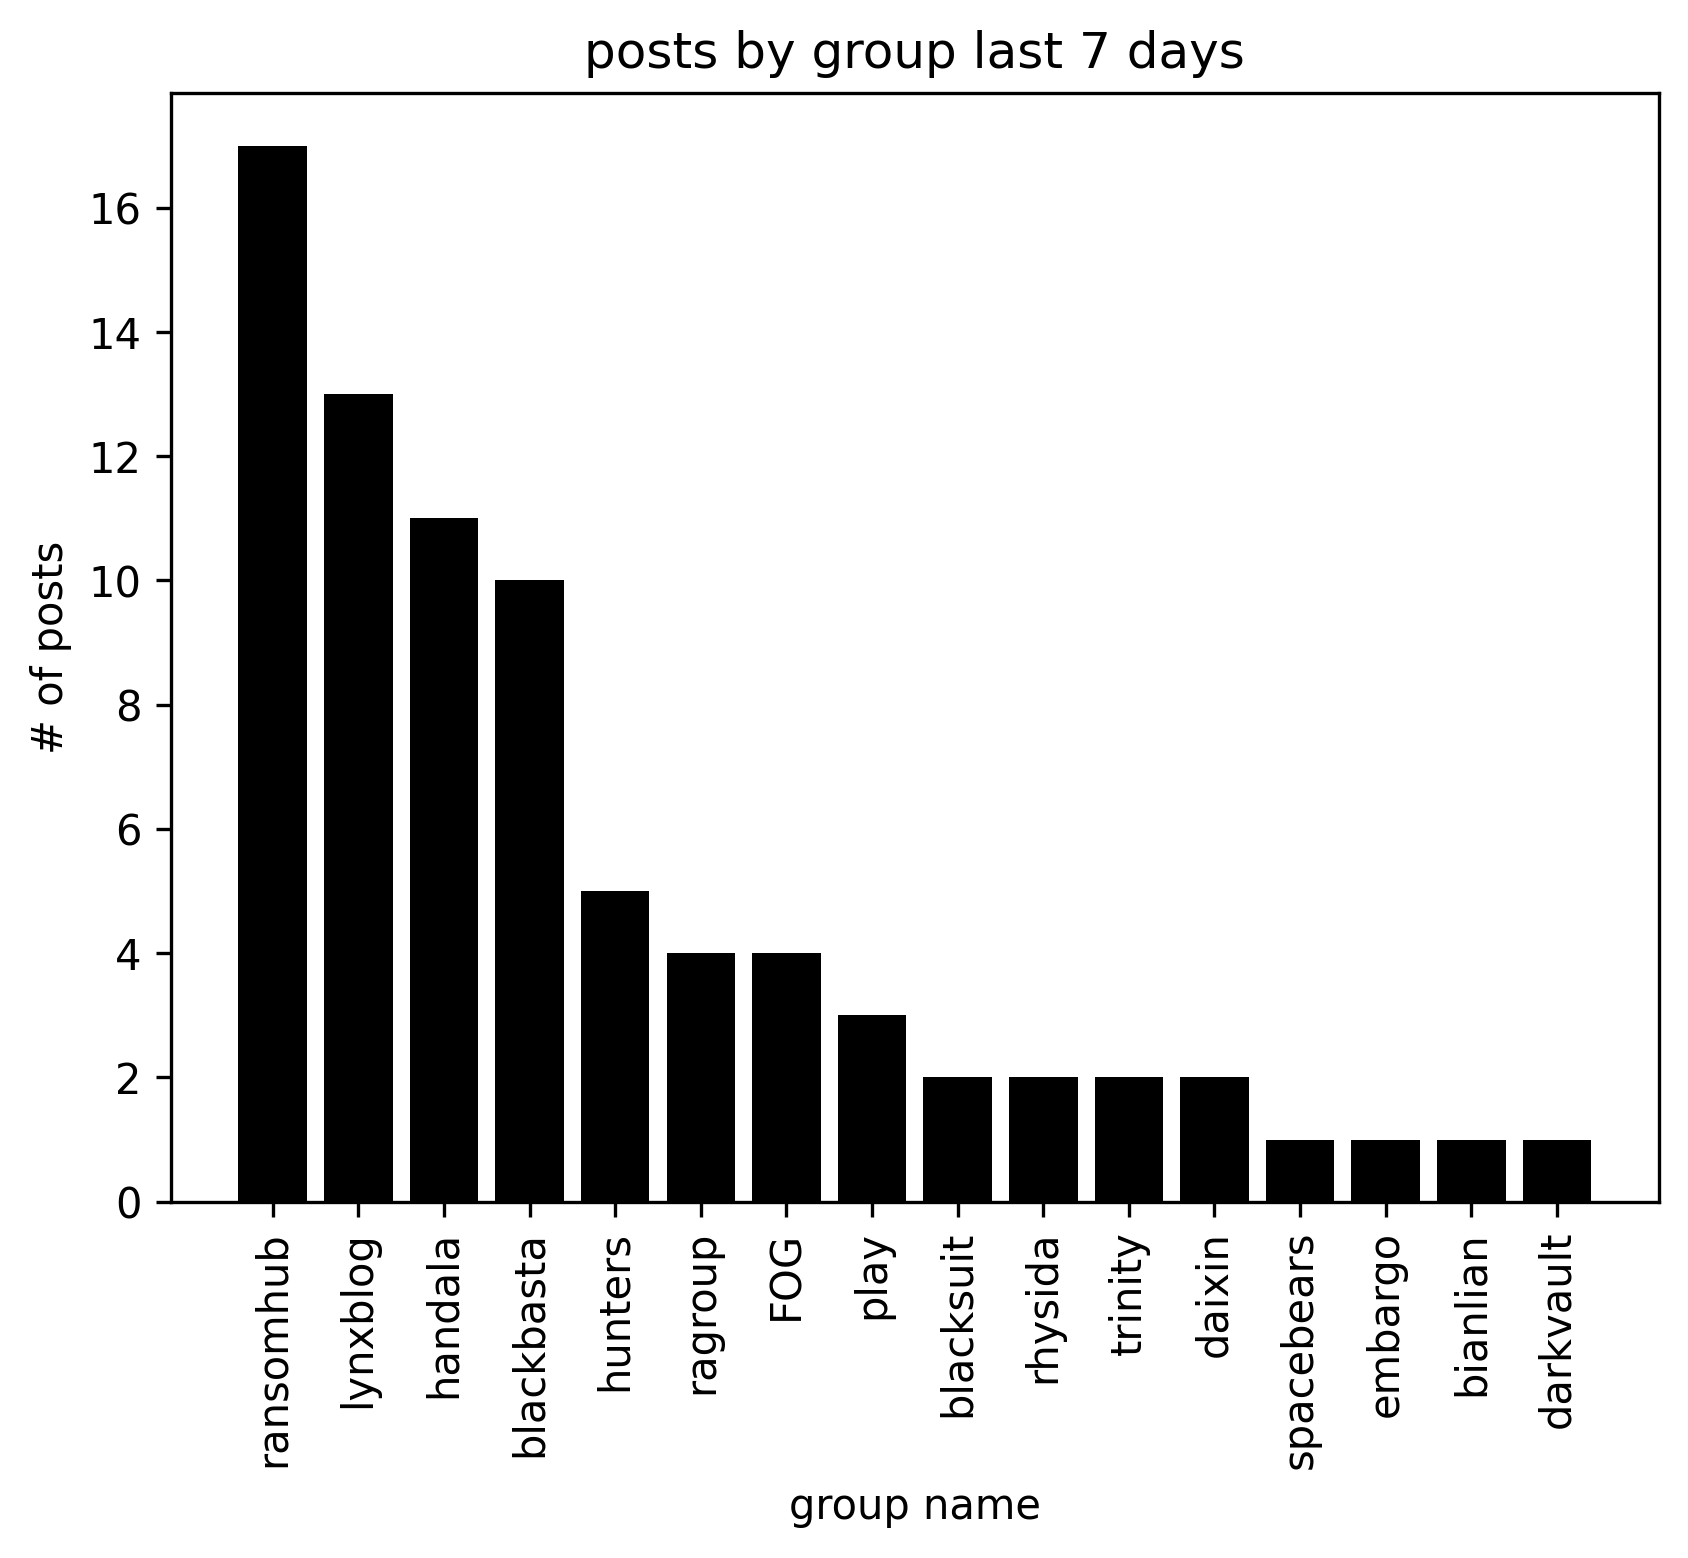 posts by group last 7 days
# of posts
16
14
12
10
8
6
4
2
0
ransomhub
lynxblog
handala
blackbasta
hunters
ragroup
FOG
play
blacksuit
rhysida
trinity
daixin
spacebears
embargo
bianlian
darkvault
group name